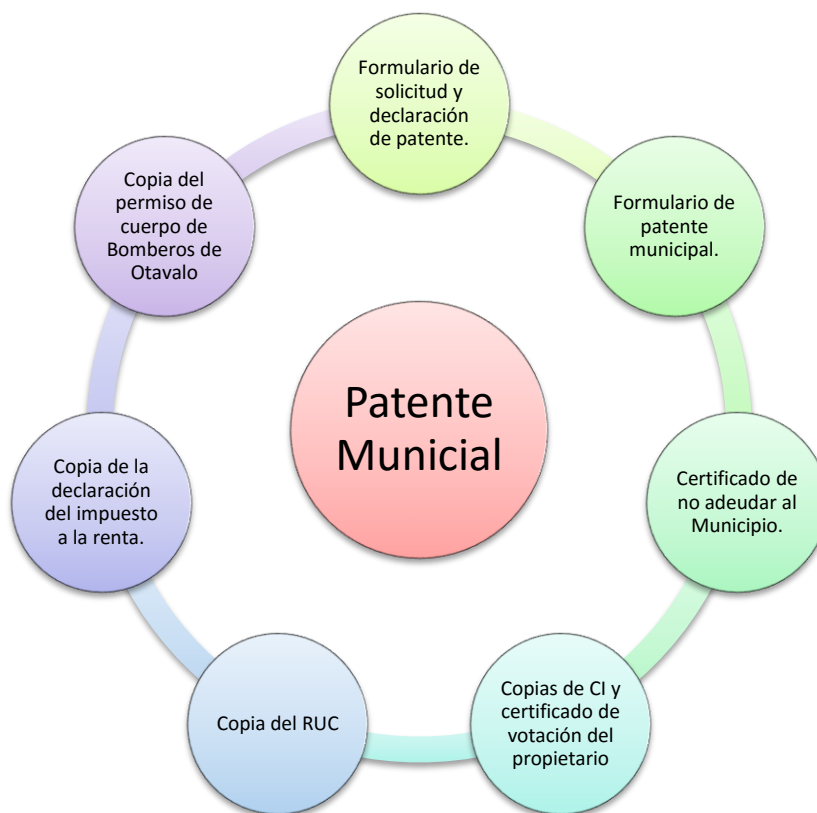 Formulario de
solicitud y
declaración
de patente.
Formulario de
patente
municipal.
Certificado de
no adeudar al
Municipio.
Copias de CI y
certificado de
votación del
propietario
Copia del RUC
Copia de la
declaración
del impuesto
a la renta.
Copia del
permiso de
cuerpo de
Bomberos de
Otavalo
Patente
Municial